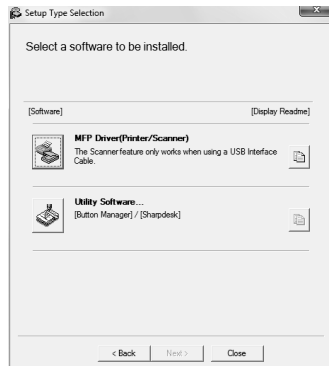 Setup Type Selection
Select a software to be installed.
[Software] [Display Readme]
MFP Driver(Printer/Scanner)
The Scanner feature only works when using a USB Interface
Cable.
Utility Software...
[Button Manager] / [Sharpdesk]
< Back Next > Close